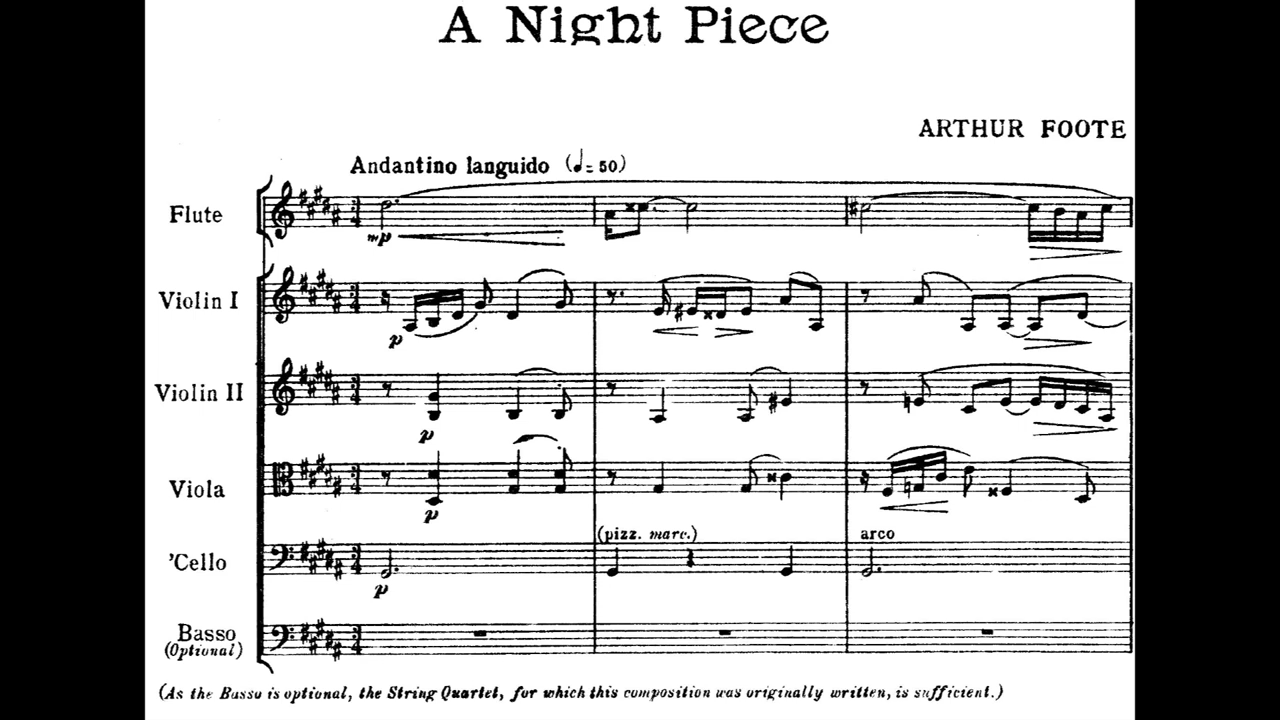 A Night Piece
ARTHUR FOOTE
Andantino languido (♩= 50)
Flute
mp
Violin I
p
Violin II
p
Viola
p
(pizz. marc.)
arco
'Cello
p
Basso
(Optional)
(As the Basso is optional, the String Quartet, for which this composition was originally written, is sufficient.)